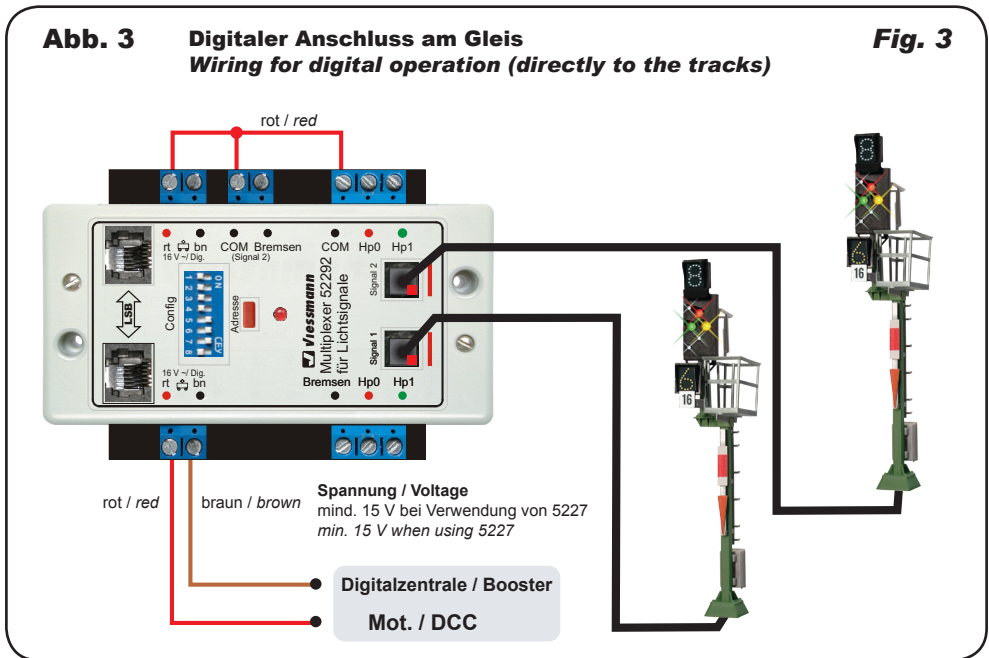 Abb. 3
Digitaler Anschluss am Gleis
Fig. 3
Wiring for digital operation (directly to the tracks)
rot / red
rt bn COM Bremsen COM Hp0 Hp1
16 V ~/ Dig. (Signal 2)
LSB
Config
ON
1 2 3 4 5 6 7 8
Adresse
viessmann
Multiplexer 52292
für Lichtsignale
Signal 2
Signal 1
16 V ~/ Dig.
rt bn
Bremsen Hp0 Hp1
8
6
16
8
6
16
rot / red
braun / brown
Spannung / Voltage
mind. 15 V bei Verwendung von 5227
min. 15 V when using 5227
Digitalzentrale / Booster
Mot. / DCC